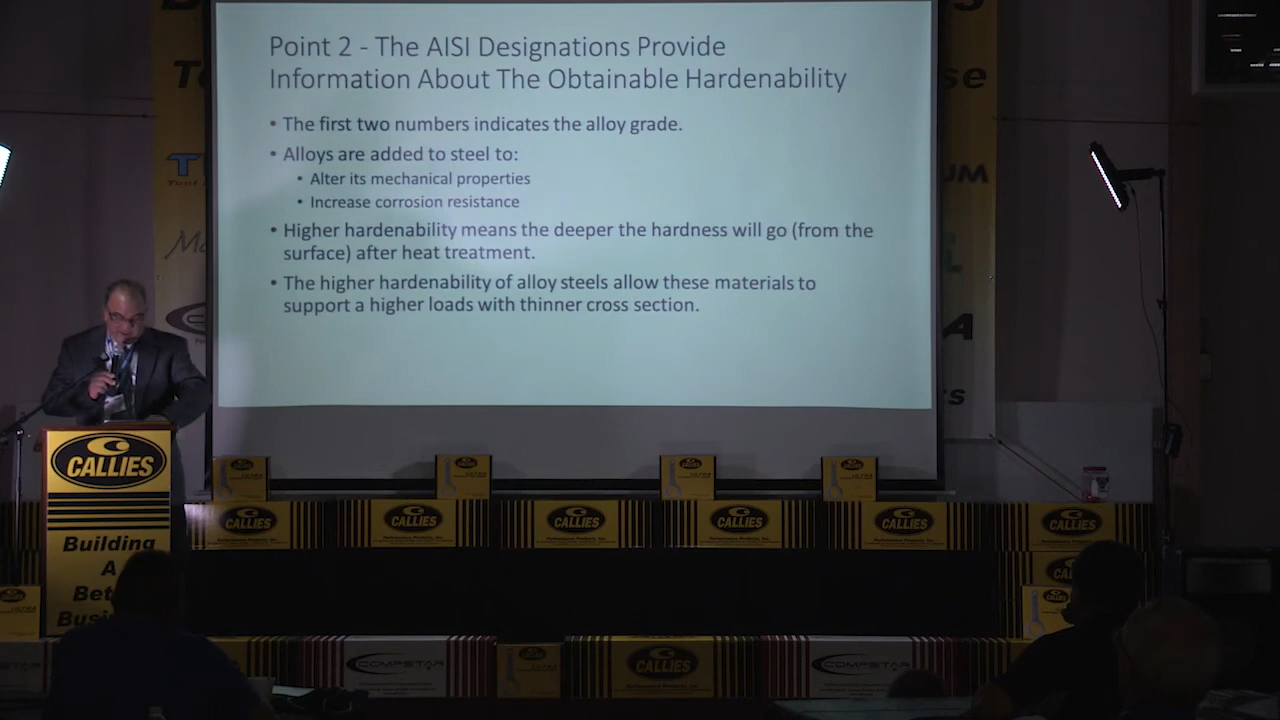 Point 2 - The AISI Designations Provide
Information About The Obtainable Hardenability
• The first two numbers indicates the alloy grade.
• Alloys are added to steel to:
• Alter its mechanical properties
• Increase corrosion resistance
• Higher hardenability means the deeper the hardness will go (from the
surface) after heat treatment.
• The higher hardenability of alloy steels allow these materials to
support a higher loads with thinner cross section.
CALLIES
Building
A
CALLIES
CALLIES
CALLIES
CALLIES
CALLIES
CALLIES
COMPSTAR
CALLIES
COMPSTAR